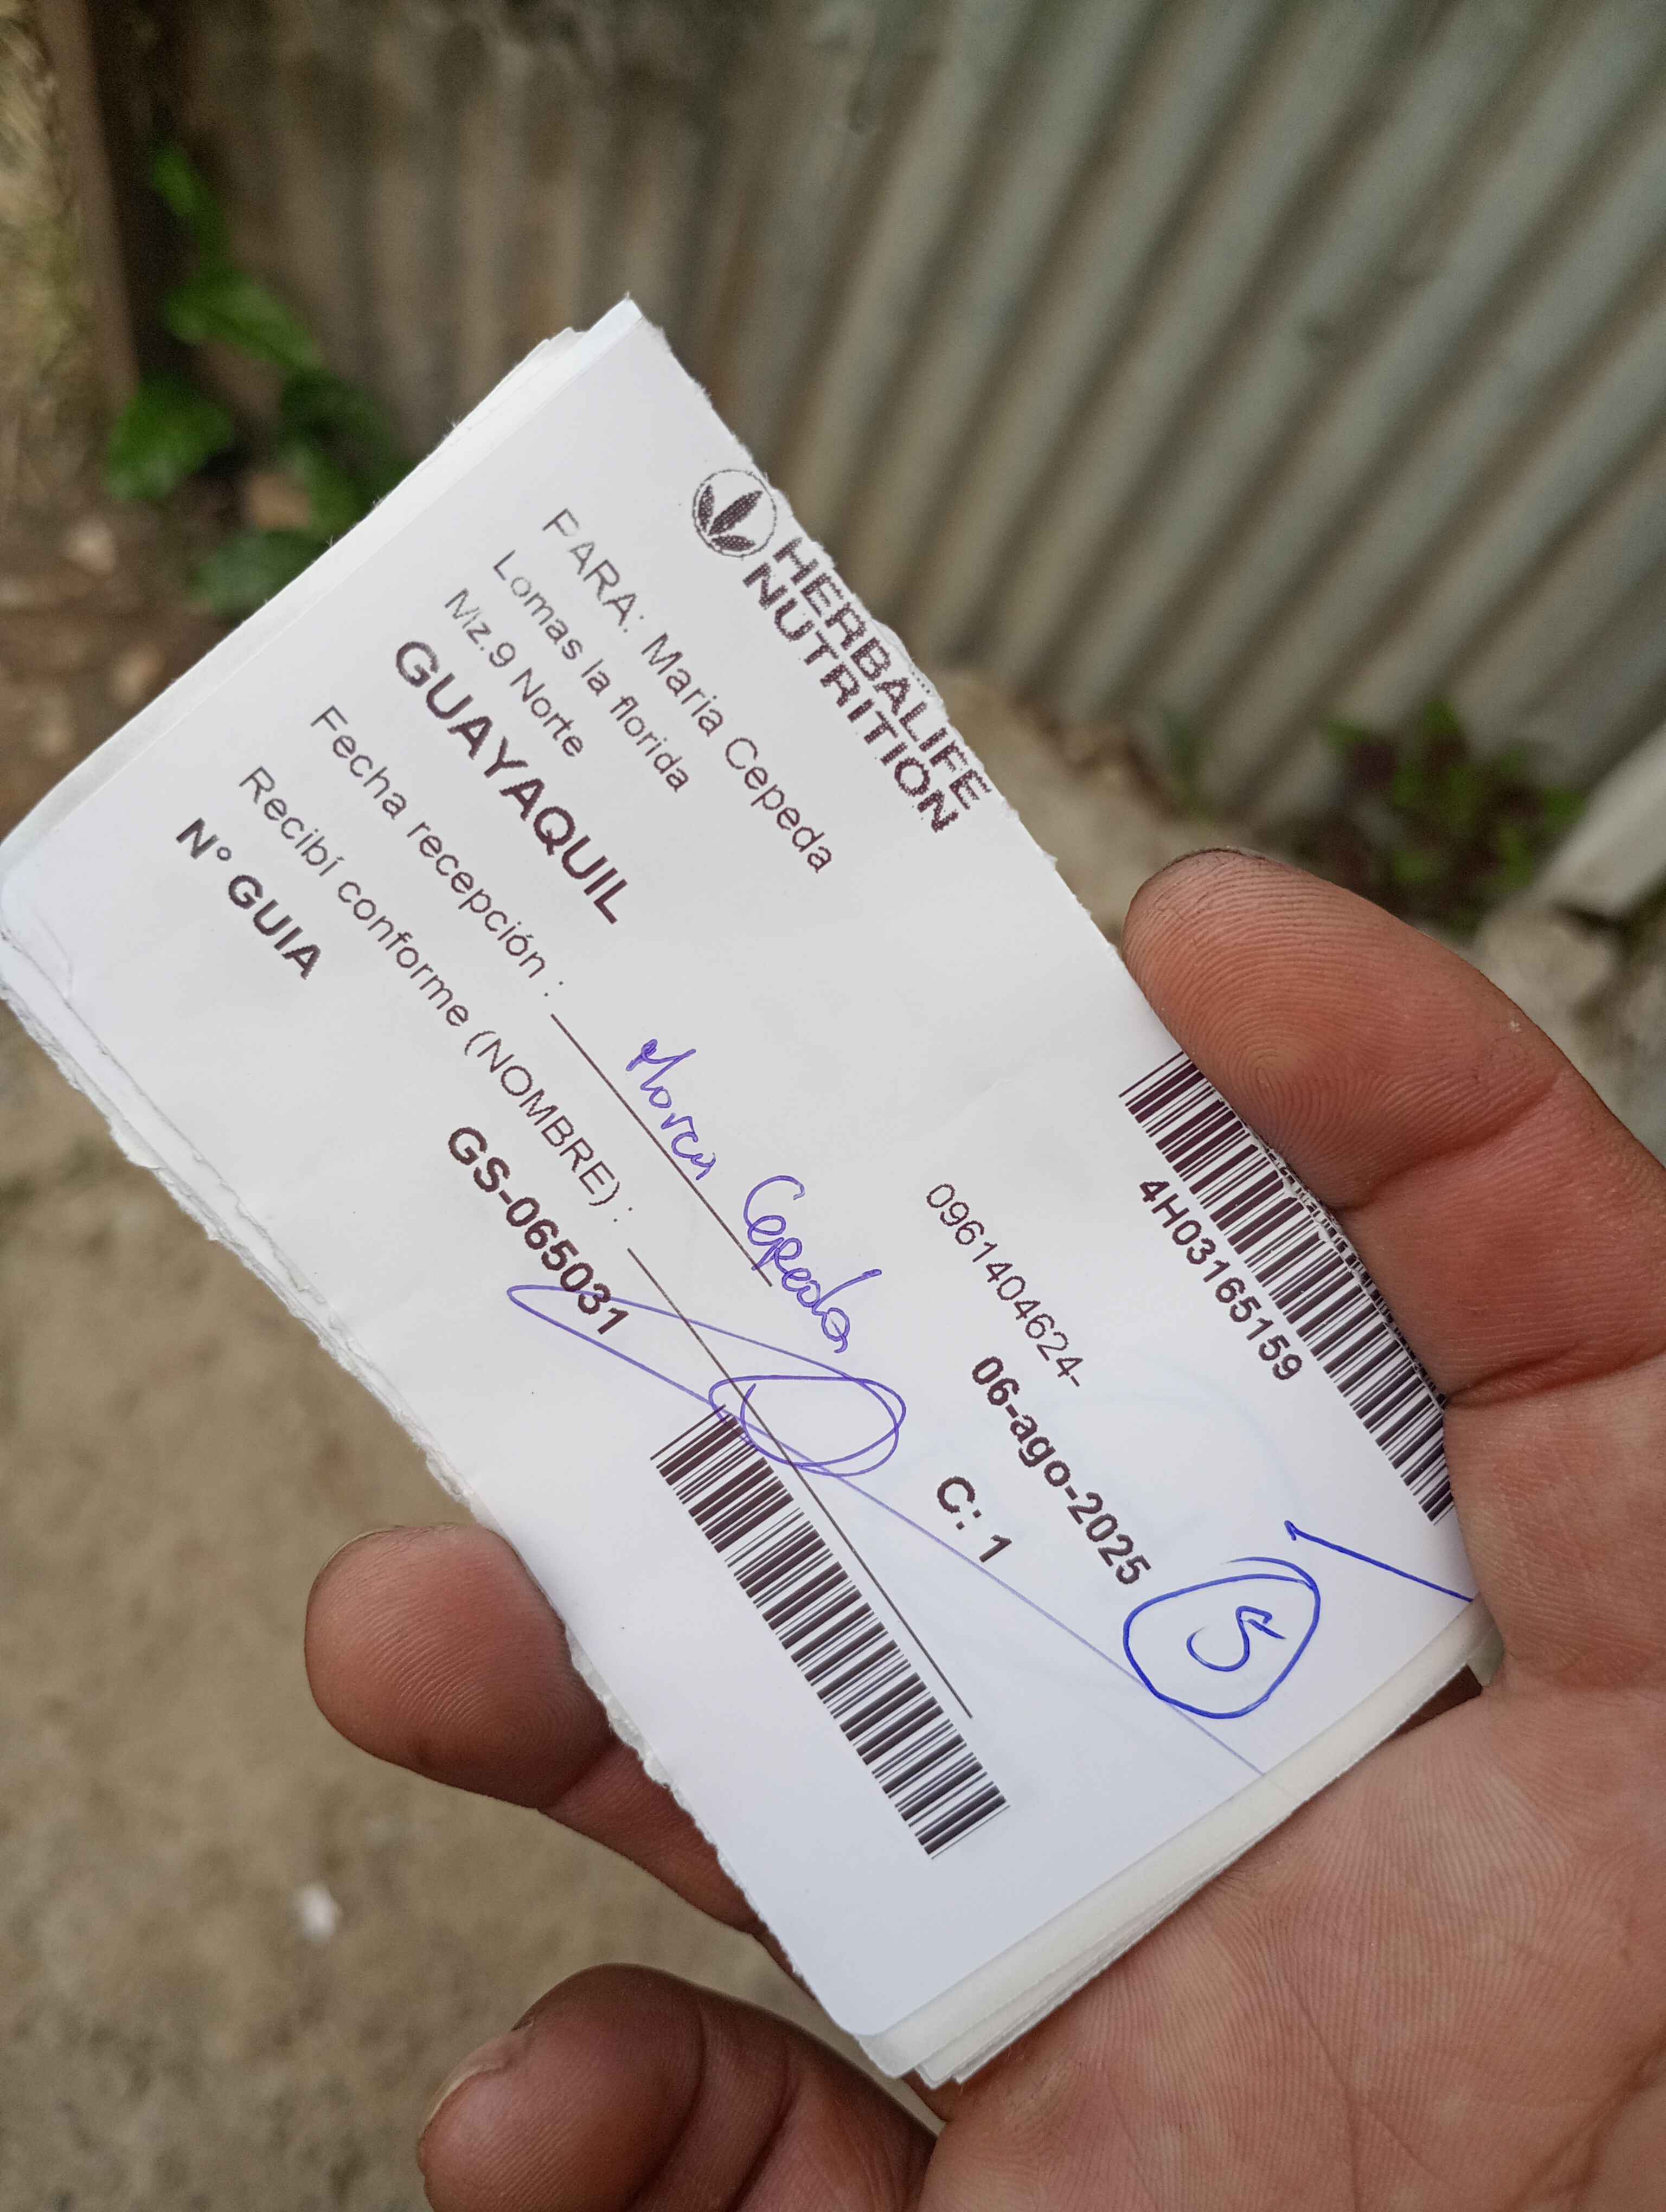 HERBALIFE
NUTRITION
4H03165159
PARA: Maria Cepeda
Lomas la florida
Mz.9 Norte
0961404624-
GUAYAQUIL
06-ago-2025
5
Fecha recepción :
C: 1
Cepeda
Recibí conforme (NOMBRE) :
N° GUIA
GS-065031